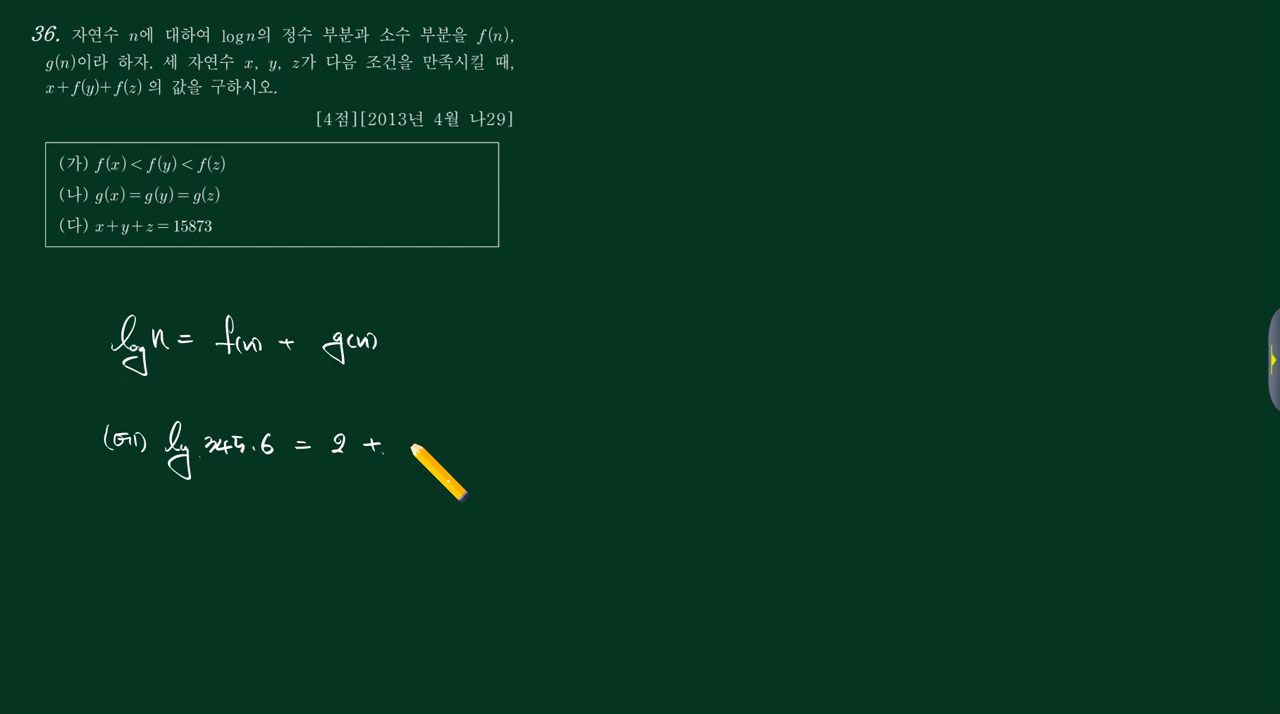 36. 자연수 n에 대하여 log n의 정수 부분과 소수 부분을 f(n),
g(n)이라 하자. 세 자연수 x, y, z가 다음 조건을 만족시킬 때,
x+f(y)+f(z)의 값을 구하시오.
[4점][2013년 4월 나29]
(가) f(x)<f(y)<f(z)
(나) g(x)=g(y)=g(z)
(다) x+y+z=15873
log n = f(n) + g(n)
(예) log 345.6 = 2 +